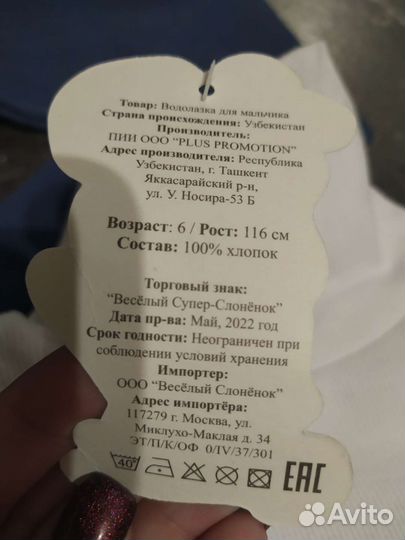 Товар: Водолазка для мальчика
Страна происхождения: Узбекистан
Производитель:
ПИИ ООО "PLUS PROMOTION"
Адрес производителя: Республика
Узбекистан, г. Ташкент
Яккасарайский р-н,
ул. У. Носира-53 Б
Возраст: 6 / Рост: 116 см
Состав: 100% хлопок
Торговый знак:
"Весёлый Супер-Слонёнок"
Дата пр-ва: Май, 2022 год
Срок годности: Неограничен при
соблюдении условий хранения
Импортер:
ООО "Весёлый Слонёнок"
Адрес импортёра:
117279 г. Москва, ул.
Миклухо-Маклая д. 34
ЭТ/П/К/ОФ 0/IV/37/301
40° EAC
Avito